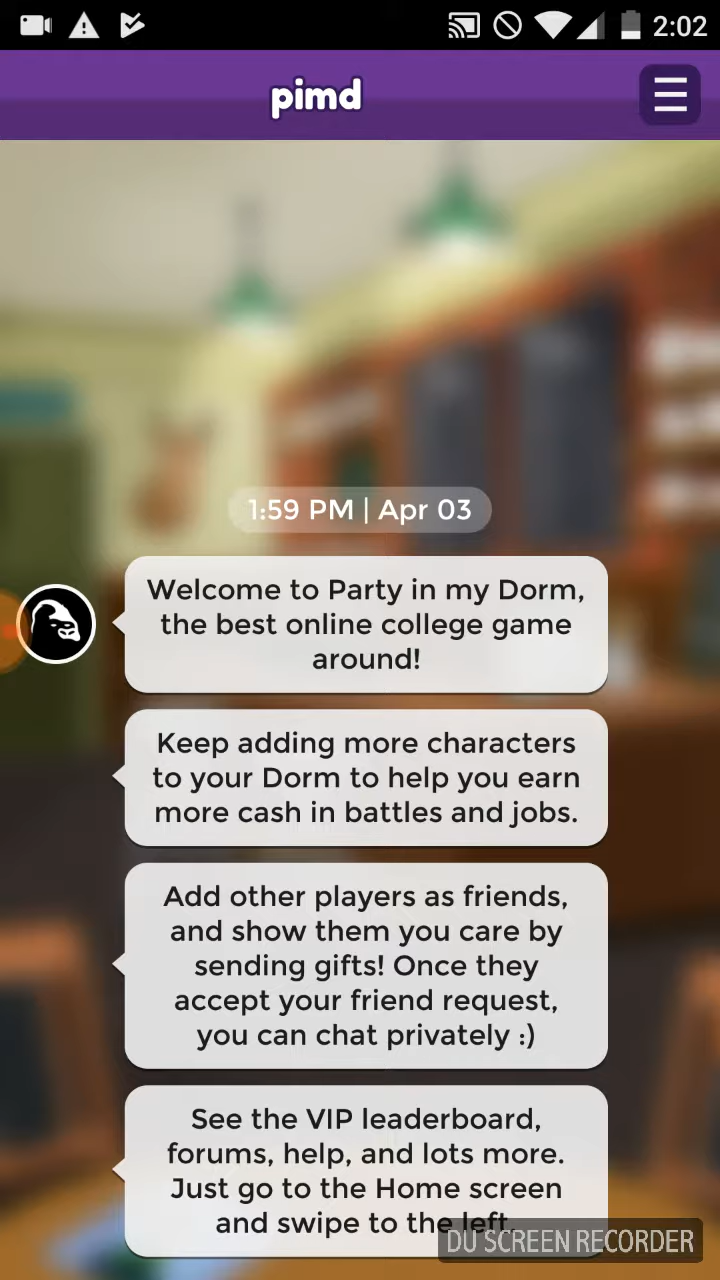 2:02
pimd
1:59 PM | Apr 03
Welcome to Party in my Dorm,
the best online college game
around!
Keep adding more characters
to your Dorm to help you earn
more cash in battles and jobs.
Add other players as friends,
and show them you care by
sending gifts! Once they
accept your friend request,
you can chat privately :)
See the VIP leaderboard,
forums, help, and lots more.
Just go to the Home screen
and swipe to the left.
DU SCREEN RECORDER